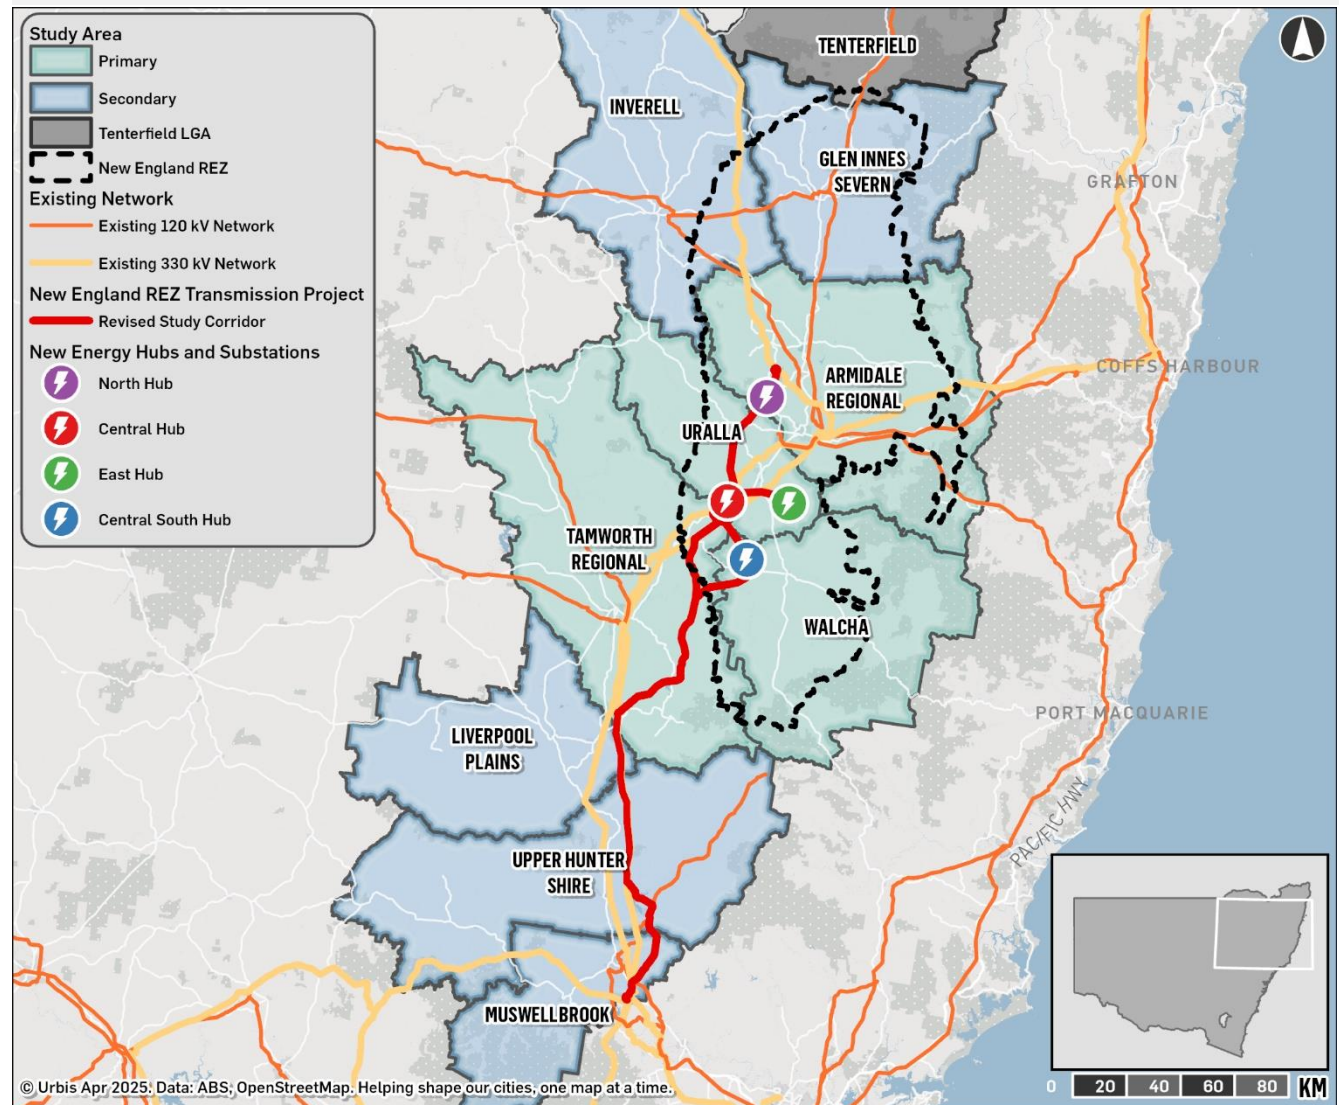 Study Area
Primary
Secondary
Tenterfield LGA
New England REZ
Existing Network
Existing 120 kV Network
Existing 330 kV Network
New England REZ Transmission Project
Revised Study Corridor
New Energy Hubs and Substations
North Hub
Central Hub
East Hub
Central South Hub
TENTERFIELD
INVERELL
GLEN INNES
SEVERN
GRAFTON
COFFS HARBOUR
ARMIDALE
REGIONAL
URALLA
TAMWORTH
REGIONAL
WALCHA
PORT MACQUARIE
LIVERPOOL
PLAINS
PACIFIC HWY
UPPER HUNTER
SHIRE
MUSWELLBROOK
© Urbis Apr 2025. Data: ABS, OpenStreetMap. Helping shape our cities, one map at a time.
0 20 40 60 80 KM